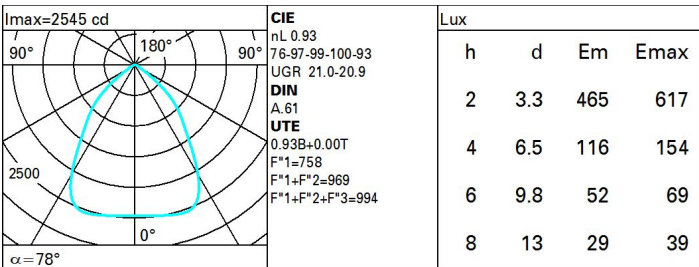 Imax=2545 cd
90°
180°
90°
2500
0°
α=78°
CIE
nL 0.93
76-97-99-100-93
UGR 21.0-20.9
DIN
A.61
UTE
0.93B+0.00T
F"1=758
F"1+F"2=969
F"1+F"2+F"3=994
Lux
h d Em Emax
2 3.3 465 617
4 6.5 116 154
6 9.8 52 69
8 13 29 39